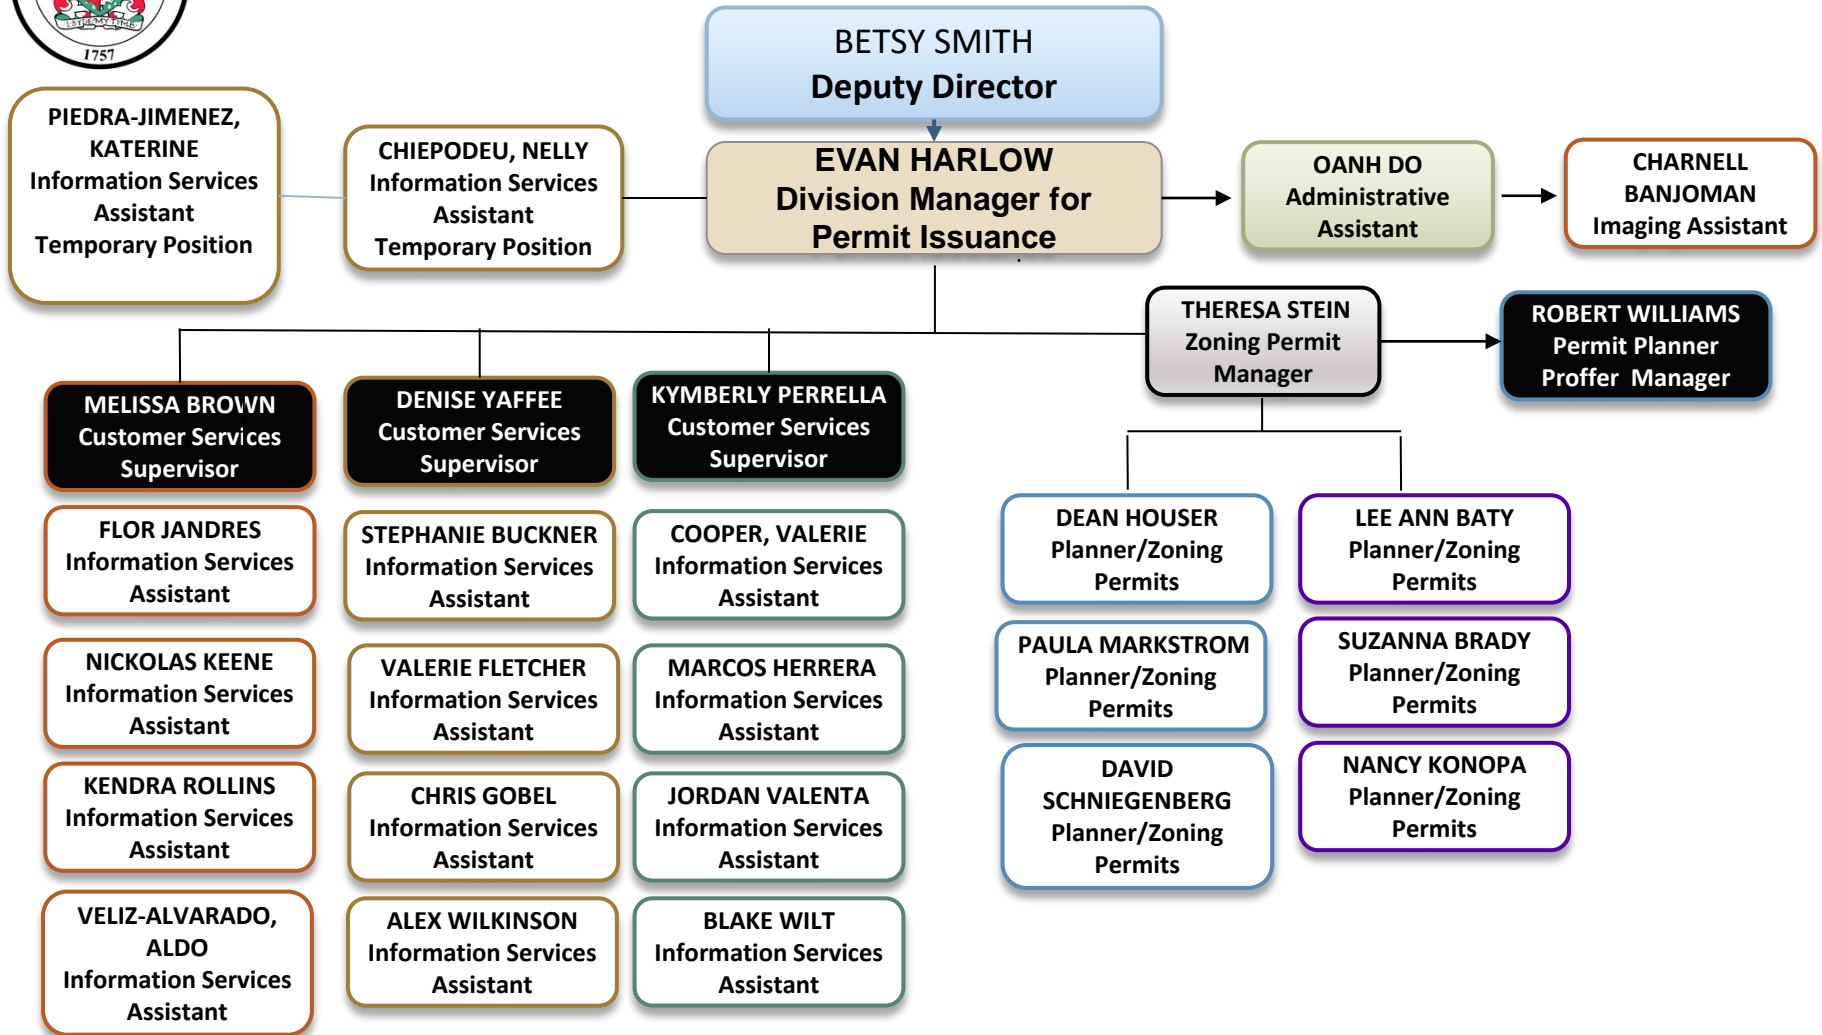 I BYDE MY TYME
1757
BETSY SMITH
Deputy Director
PIEDRA-JIMENEZ,
KATERINE
Information Services
Assistant
Temporary Position
CHIEPODEU, NELLY
Information Services
Assistant
Temporary Position
EVAN HARLOW
Division Manager for
Permit Issuance
.
OANH DO
Administrative
Assistant
CHARNELL
BANJOMAN
Imaging Assistant
THERESA STEIN
Zoning Permit
Manager
ROBERT WILLIAMS
Permit Planner
Proffer Manager
MELISSA BROWN
Customer Services
Supervisor
FLOR JANDRES
Information Services
Assistant
NICKOLAS KEENE
Information Services
Assistant
KENDRA ROLLINS
Information Services
Assistant
VELIZ-ALVARADO,
ALDO
Information Services
Assistant
DENISE YAFFEE
Customer Services
Supervisor
STEPHANIE BUCKNER
Information Services
Assistant
VALERIE FLETCHER
Information Services
Assistant
CHRIS GOBEL
Information Services
Assistant
ALEX WILKINSON
Information Services
Assistant
KYMBERLY PERRELLA
Customer Services
Supervisor
COOPER, VALERIE
Information Services
Assistant
MARCOS HERRERA
Information Services
Assistant
JORDAN VALENTA
Information Services
Assistant
BLAKE WILT
Information Services
Assistant
DEAN HOUSER
Planner/Zoning
Permits
PAULA MARKSTROM
Planner/Zoning
Permits
DAVID
SCHNIEGENBERG
Planner/Zoning
Permits
LEE ANN BATY
Planner/Zoning
Permits
SUZANNA BRADY
Planner/Zoning
Permits
NANCY KONOPA
Planner/Zoning
Permits